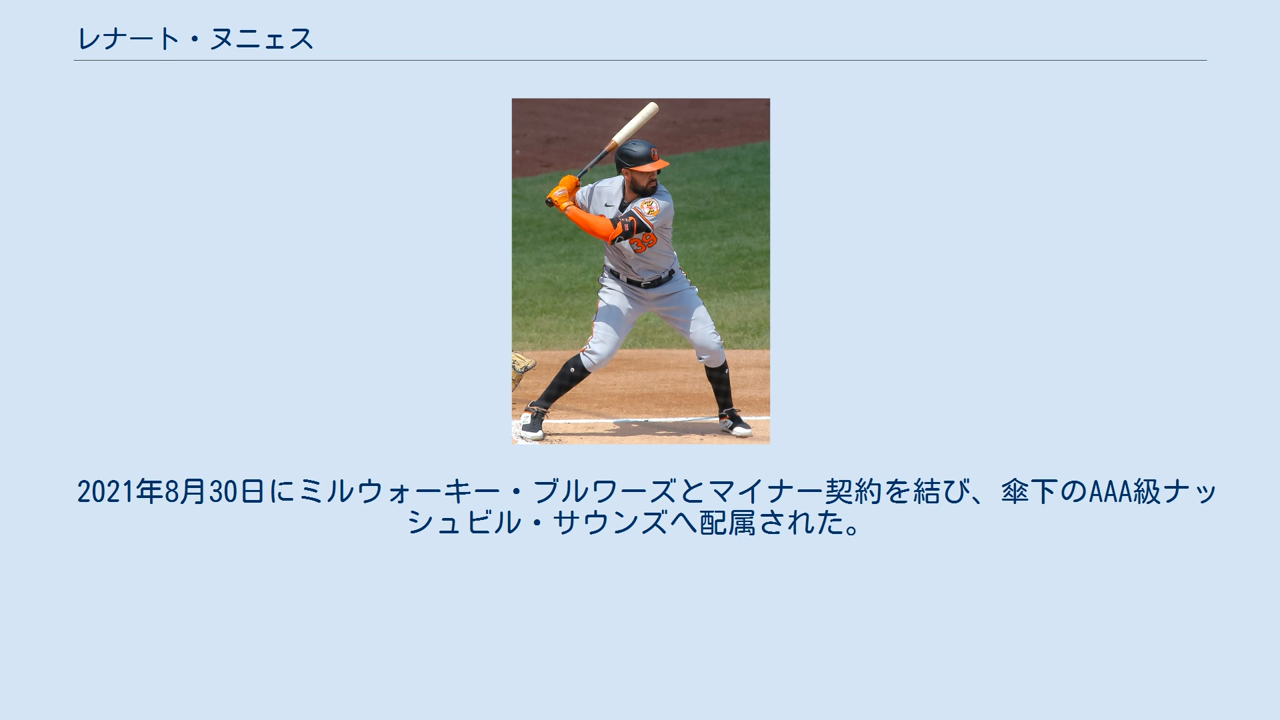 レナート・ヌニェス
39
2021年8月30日にミルウォーキー・ブルワーズとマイナー契約を結び、傘下のAAA級ナッ
シュビル・サウンズへ配属された。